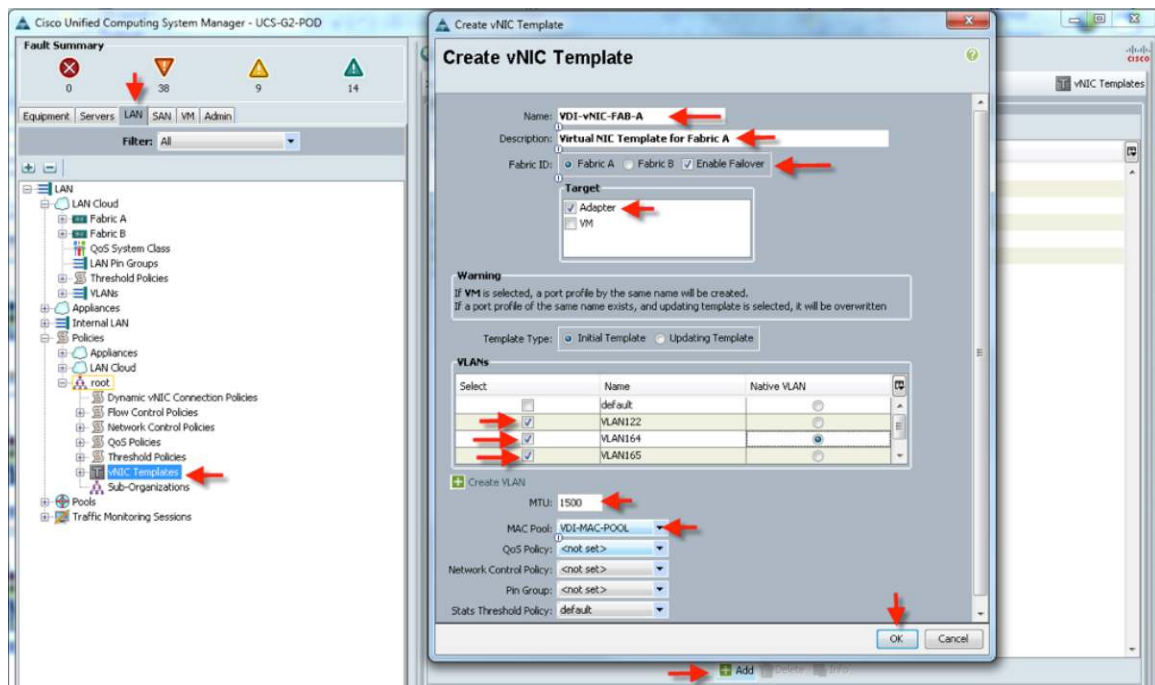 Cisco Unified Computing System Manager - UCS-G2-POD
Fault Summary
0 38 9 14
Equipment Servers LAN SAN VM Admin
Filter: All
LAN
LAN Cloud
Fabric A
Fabric B
QoS System Class
LAN Pin Groups
Threshold Policies
VLANs
Appliances
Internal LAN
Policies
Appliances
LAN Cloud
root
Dynamic vNIC Connection Policies
Flow Control Policies
Network Control Policies
QoS Policies
Threshold Policies
vNIC Templates
Sub-Organizations
Pools
Traffic Monitoring Sessions
Create vNIC Template
Create vNIC Template
Name: VDI-vNIC-FAB-A
Description: Virtual NIC Template for Fabric A
Fabric ID: Fabric A Fabric B Enable Failover
Target
Adapter
VM
Warning
If VM is selected, a port profile by the same name will be created.
If a port profile of the same name exists, and updating template is selected, it will be overwritten
Template Type: Initial Template Updating Template
VLANs
Select Name Native VLAN
default
VLAN122
VLAN164
VLAN165
Create VLAN
MTU: 1500
MAC Pool: VDI-MAC-POOL
QoS Policy: <not set>
Network Control Policy: <not set>
Pin Group: <not set>
Stats Threshold Policy: default
OK Cancel
Add Delete Info
CISCO
vNIC Templates